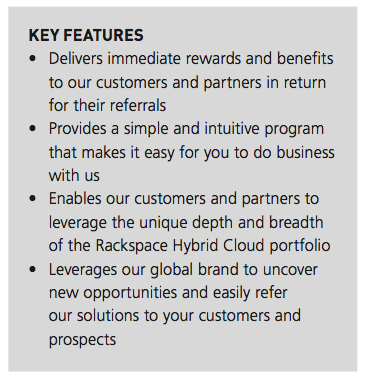 KEY FEATURES
• Delivers immediate rewards and benefits
to our customers and partners in return
for their referrals
• Provides a simple and intuitive program
that makes it easy for you to do business
with us
• Enables our customers and partners to
leverage the unique depth and breadth
of the Rackspace Hybrid Cloud portfolio
• Leverages our global brand to uncover
new opportunities and easily refer
our solutions to your customers and
prospects